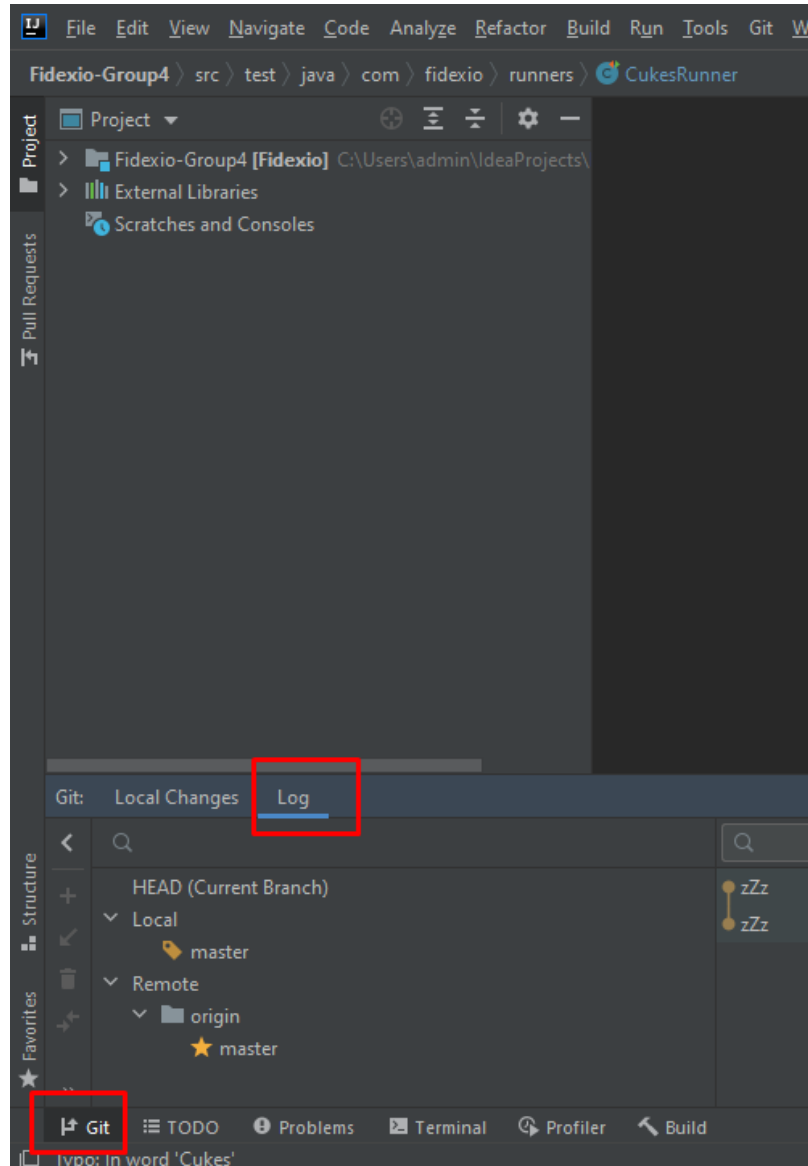 IJ File Edit View Navigate Code Analyze Refactor Build Run Tools Git W
Fidexio-Group4 〉 src 〉 test 〉 java 〉 com 〉 fidexio 〉 runners 〉 CukesRunner
Project
Project
Fidexio-Group4 [Fidexio] C:\Users\admin\IdeaProjects\
External Libraries
Scratches and Consoles
Pull Requests
Git: Local Changes Log
HEAD (Current Branch)
zZz
Local
zZz
master
Remote
origin
master
Structure
Favorites
Git TODO Problems Terminal Profiler Build
Typo: In word 'Cukes'